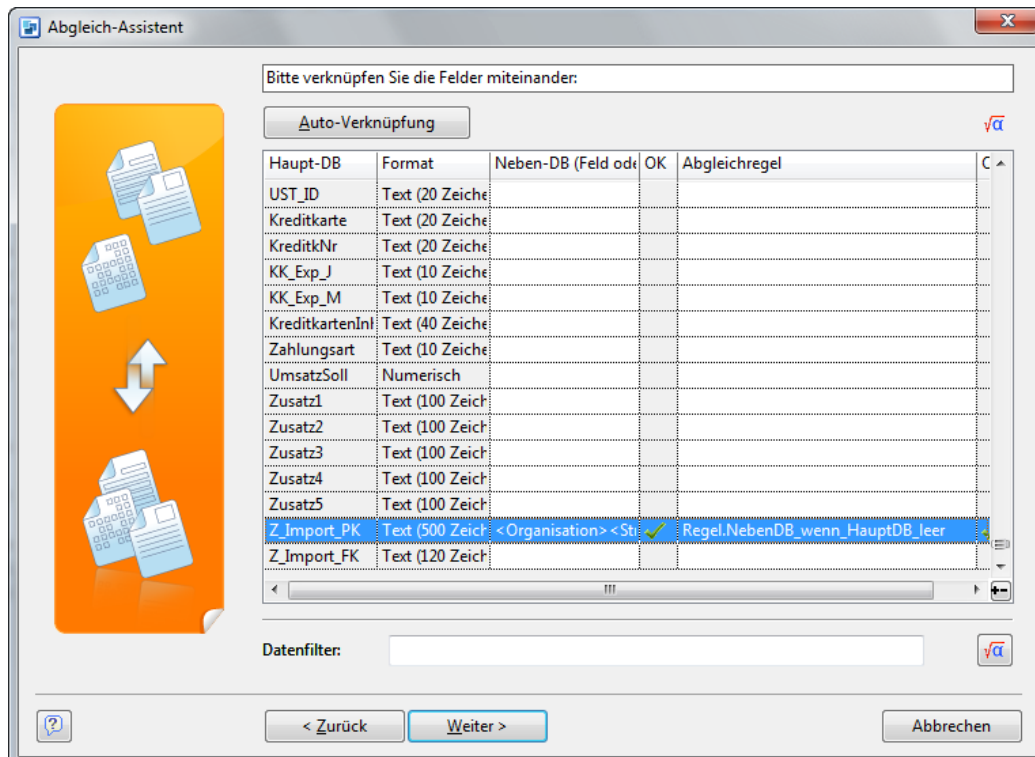 Abgleich-Assistent
Bitte verknüpfen Sie die Felder miteinander:
Auto-Verknüpfung
√α
Haupt-DB Format Neben-DB (Feld ode OK Abgleichregel C
UST_ID Text (20 Zeiche
Kreditkarte Text (20 Zeiche
KreditkNr Text (20 Zeiche
KK_Exp_J Text (10 Zeiche
KK_Exp_M Text (10 Zeiche
KreditkartenInh Text (40 Zeiche
Zahlungsart Text (10 Zeiche
UmsatzSoll Numerisch
Zusatz1 Text (100 Zeich
Zusatz2 Text (100 Zeich
Zusatz3 Text (100 Zeich
Zusatz4 Text (100 Zeich
Zusatz5 Text (100 Zeich
Z_Import_PK Text (500 Zeich <Organisation><Str Regel.NebenDB_wenn_HauptDB_leer
Z_Import_FK Text (120 Zeich
Datenfilter:
√α
< Zurück Weiter > Abbrechen